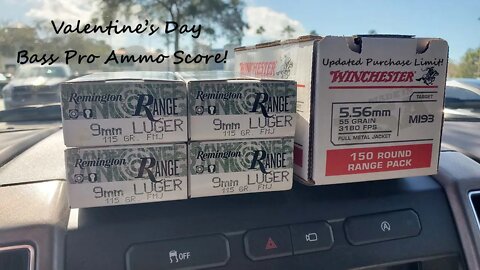 Valentine's Day
Bass Pro Ammo Score!
Updated Purchase Limit!
WINCHESTER
TARGET
5.56mm
55 GRAIN
3180 FPS
FULL METAL JACKET
M193
150 ROUND
RANGE PACK
Remington RANGE
9mm LUGER
115 GR. FMJ
Remington RANGE
9mm LUGER
115 GR. FMJ
Remington RANGE
9mm LUGER
115 GR. FMJ
Remington RANGE
9mm LUGER
115 GR. FMJ
OFF
A